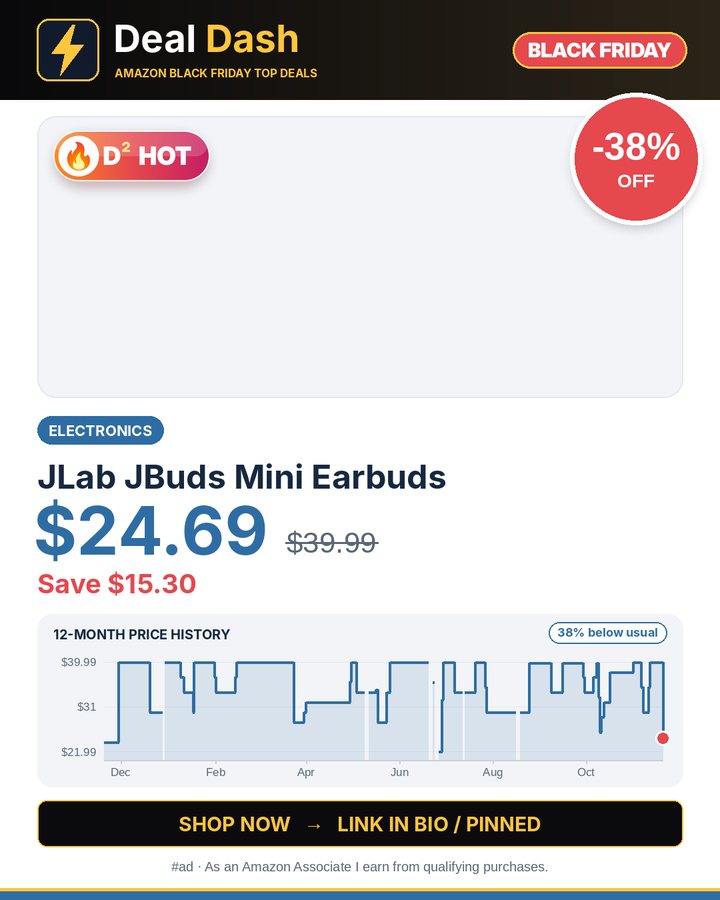 Deal Dash
AMAZON BLACK FRIDAY TOP DEALS
BLACK FRIDAY
D² HOT
-38%
OFF
ELECTRONICS
JLab JBuds Mini Earbuds
$24.69 $39.99
Save $15.30
12-MONTH PRICE HISTORY
38% below usual
$39.99
$31
$21.99
Dec Feb Apr Jun Aug Oct
SHOP NOW → LINK IN BIO / PINNED
#ad · As an Amazon Associate I earn from qualifying purchases.